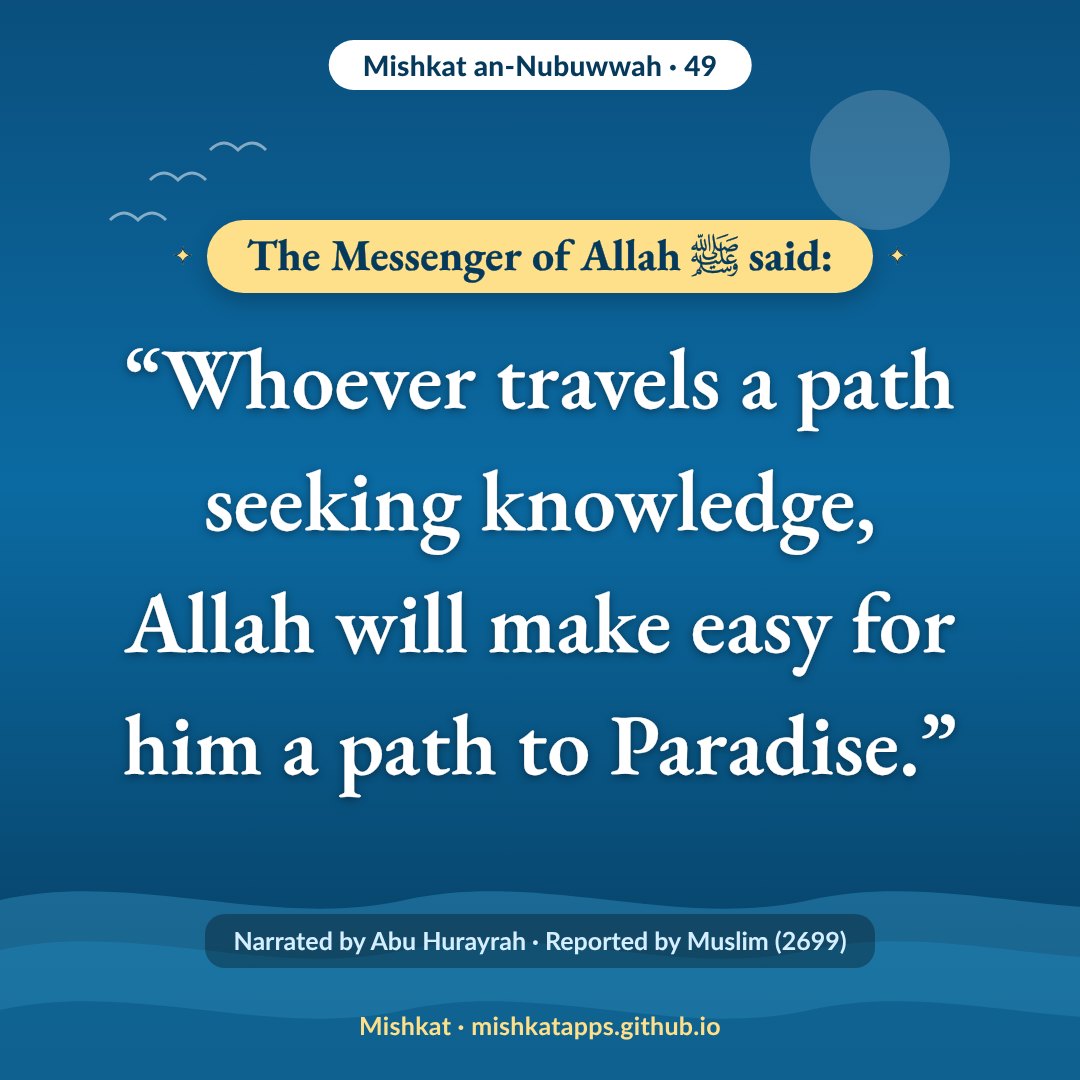 Mishkat an-Nubuwwah · 49
The Messenger of Allah ﷺ said:
“Whoever travels a path
seeking knowledge,
Allah will make easy for
him a path to Paradise.”
Narrated by Abu Hurayrah · Reported by Muslim (2699)
Mishkat · mishkatapps.github.io